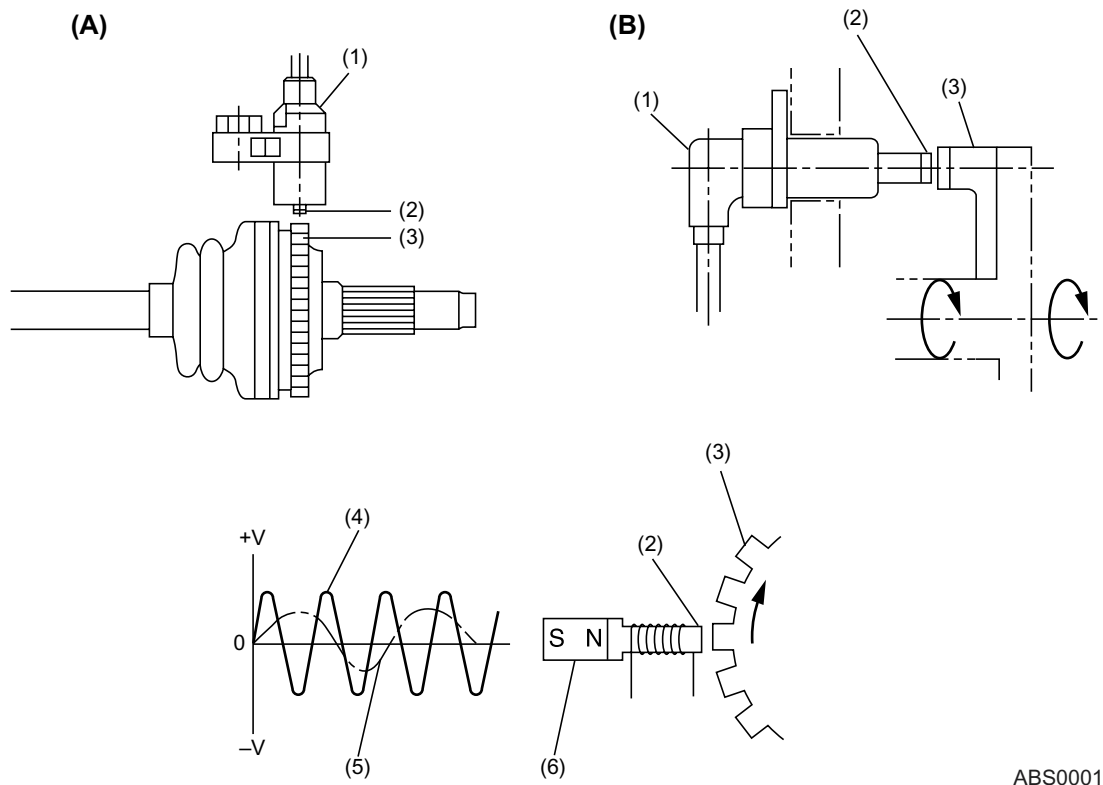 (A)
(B)
(1)
(2)
(3)
(1)
(2)
(3)
+V
0
–V
(4)
(5)
S N
(2)
(3)
(6)
ABS0001